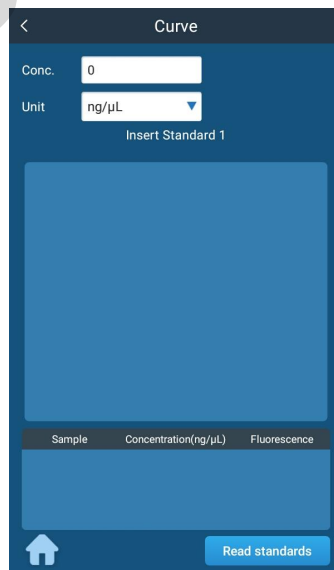 Curve
Conc. 0
Unit ng/µL
Insert Standard 1
Sample Concentration(ng/µL) Fluorescence
Read standards